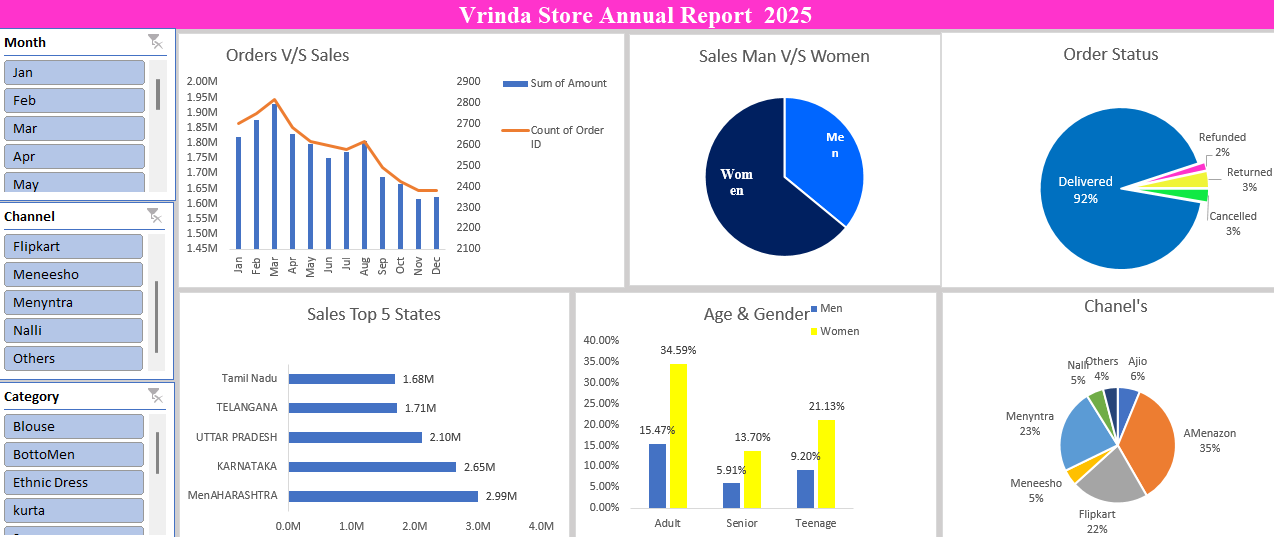 Vrinda Store Annual Report  2025
Month
Jan
Feb
Mar
Apr
May
Channel
Flipkart
Meneesho
Menyntra
Nalli
Others
Category
Blouse
BottoMen
Ethnic Dress
kurta
Orders V/S Sales
2.00M
1.95M
1.90M
1.85M
1.80M
1.75M
1.70M
1.65M
1.60M
1.55M
1.50M
1.45M
2900
2800
2700
2600
2500
2400
2300
2200
2100
Jan
Feb
Mar
Apr
May
Jun
Jul
Aug
Sep
Oct
Nov
Dec
Sum of Amount
Count of Order
ID
Sales Man V/S Women
Me
n
Wom
en
Order Status
Refunded
2%
Returned
3%
Cancelled
3%
Delivered
92%
Sales Top 5 States
Tamil Nadu
1.68M
TELANGANA
1.71M
UTTAR PRADESH
2.10M
KARNATAKA
2.65M
MenAHARASHTRA
2.99M
0.0M
1.0M
2.0M
3.0M
4.0M
Age & Gender
Men
Women
40.00%
35.00%
30.00%
25.00%
20.00%
15.00%
10.00%
5.00%
0.00%
15.47%
34.59%
5.91%
13.70%
9.20%
21.13%
Adult
Senior
Teenage
Chanel's
Nalli
5%
Others
4%
Ajio
6%
Menyntra
23%
AMenazon
35%
Meneesho
5%
Flipkart
22%